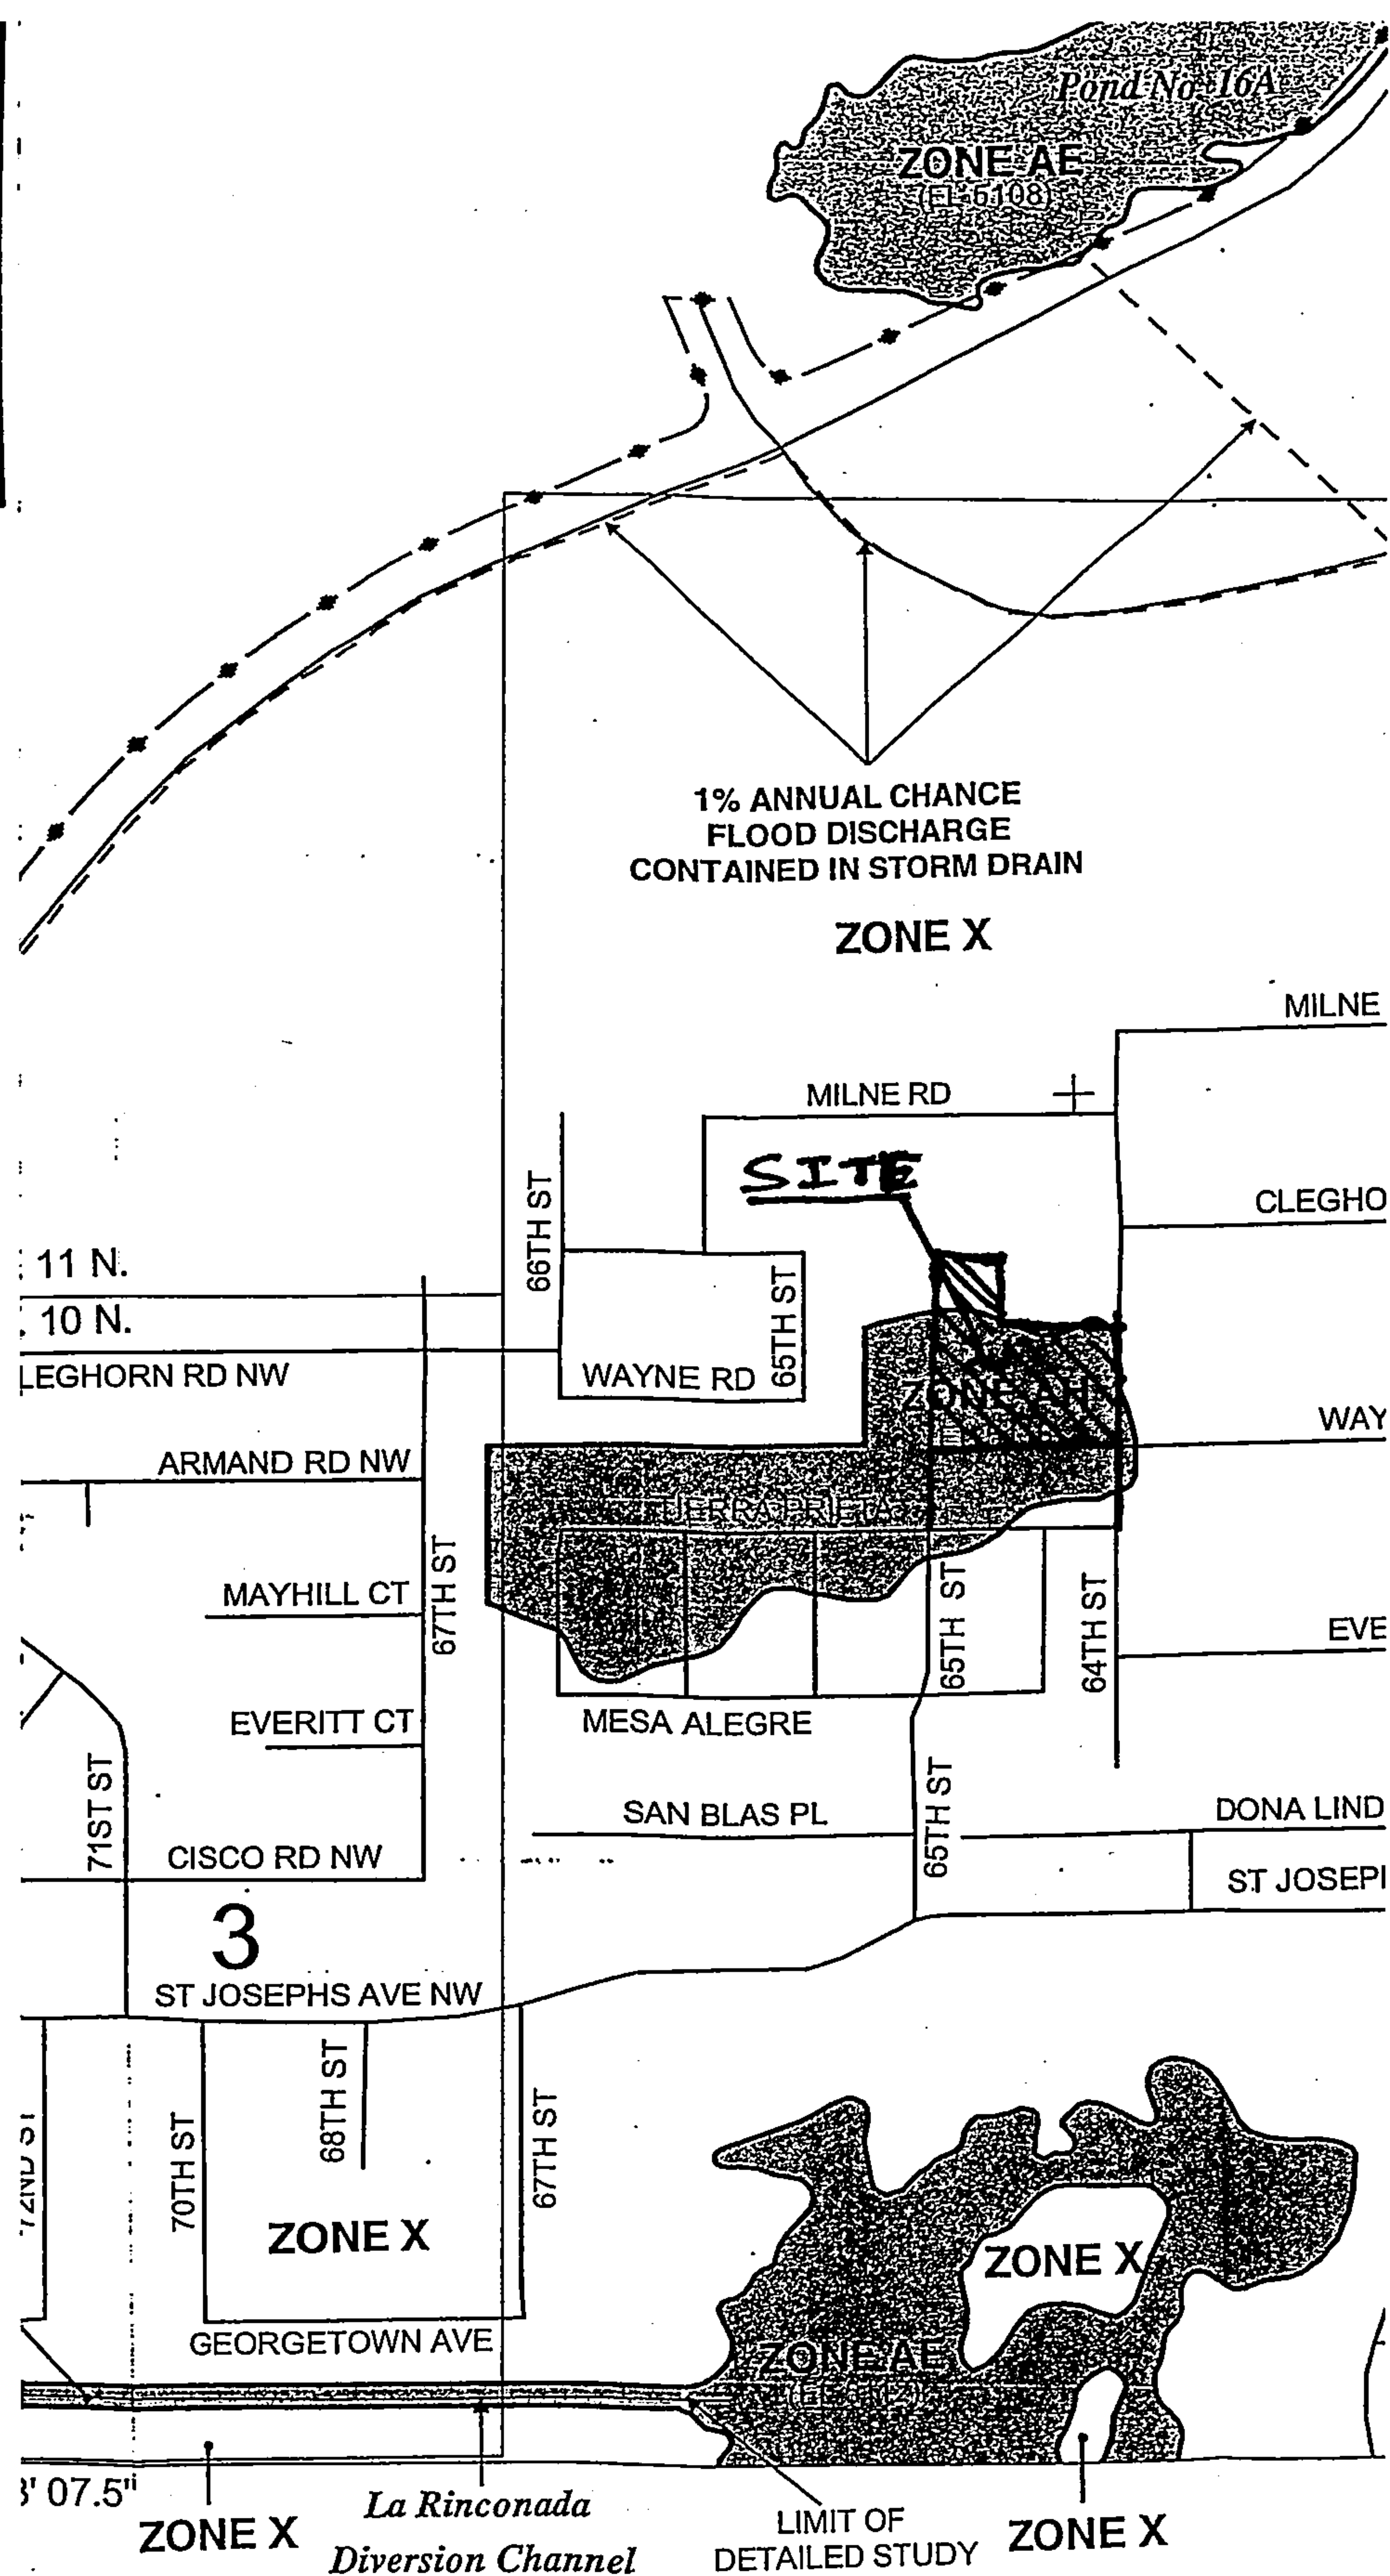 Pond No 16A
ZONE AE
(EL 5108)
1% ANNUAL CHANCE
FLOOD DISCHARGE
CONTAINED IN STORM DRAIN
ZONE X
MILNE
MILNE RD
SITE
66TH ST
CLEGHO
11 N.
10 N.
65TH ST
LEGHORN RD NW
WAYNE RD
ZONE AH
WAY
ARMAND RD NW
TIERRA PRIETA
67TH ST
MAYHILL CT
65TH ST
64TH ST
EVE
EVERITT CT
MESA ALEGRE
71ST ST
SAN BLAS PL
65TH ST
DONA LIND
CISCO RD NW
ST JOSEPI
3
ST JOSEPHS AVE NW
72ND ST
70TH ST
68TH ST
67TH ST
ZONE X
ZONE X
GEORGETOWN AVE
ZONE AE
' 07.5"
ZONE X
La Rinconada
Diversion Channel
LIMIT OF
DETAILED STUDY
ZONE X